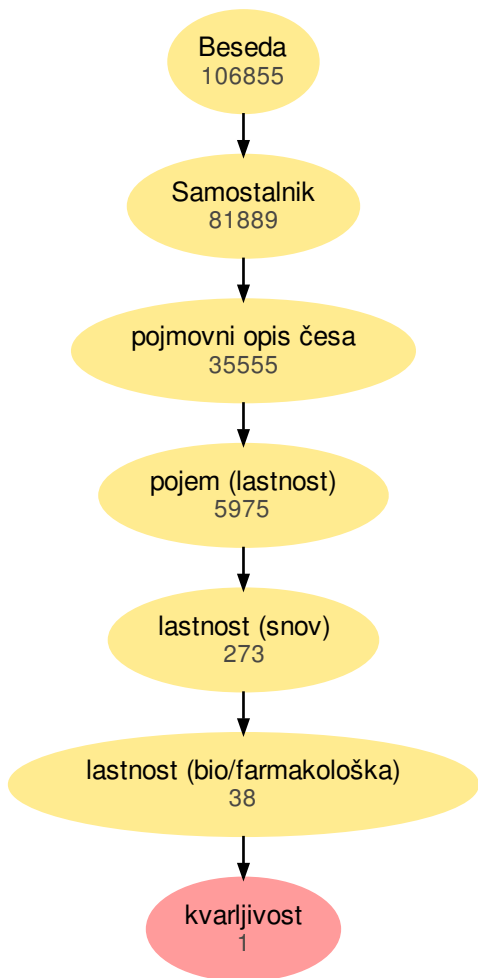 Beseda
106855
Samostalnik
81889
pojmovni opis česa
35555
pojem (lastnost)
5975
lastnost (snov)
273
lastnost (bio/farmakološka)
38
kvarljivost
1